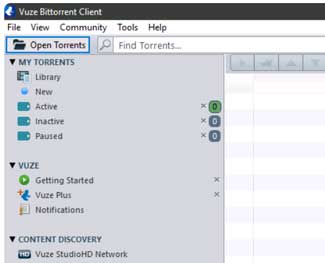 Vuze Bittorrent Client
File View Community Tools Help
Open Torrents Find Torrents...
MY TORRENTS
Library
New
Active × 0
Inactive × 0
Paused × 0
VUZE
Getting Started ×
Vuze Plus ×
Notifications
CONTENT DISCOVERY
HD Vuze StudioHD Network